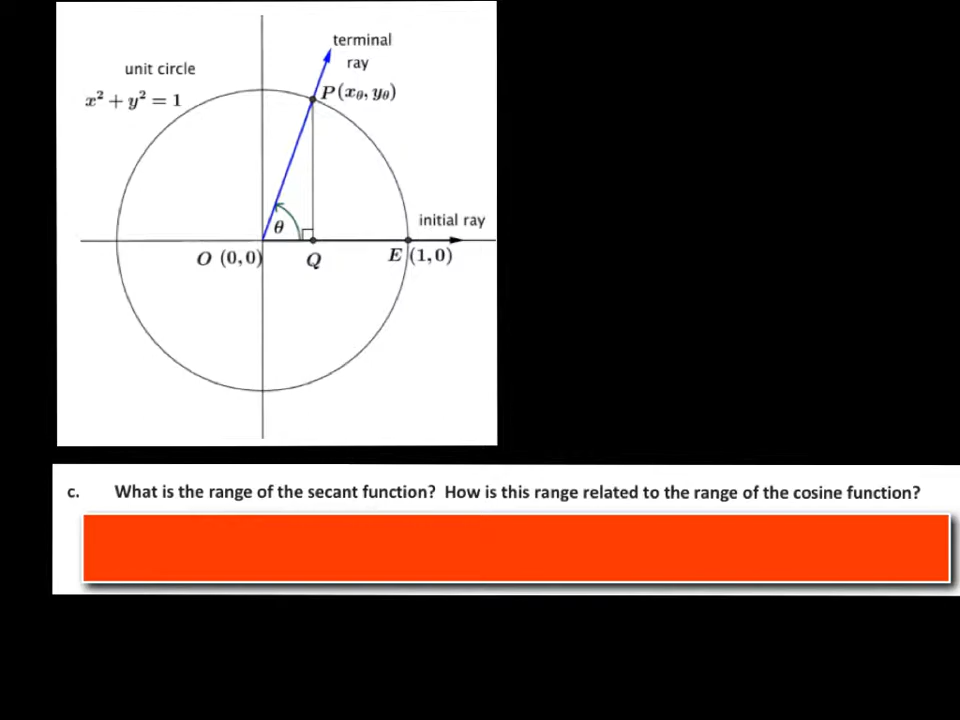 terminal
ray
unit circle
P(x_θ, y_θ)
x² + y² = 1
θ
initial ray
O (0,0)
Q
E (1,0)
c. What is the range of the secant function? How is this range related to the range of the cosine function?